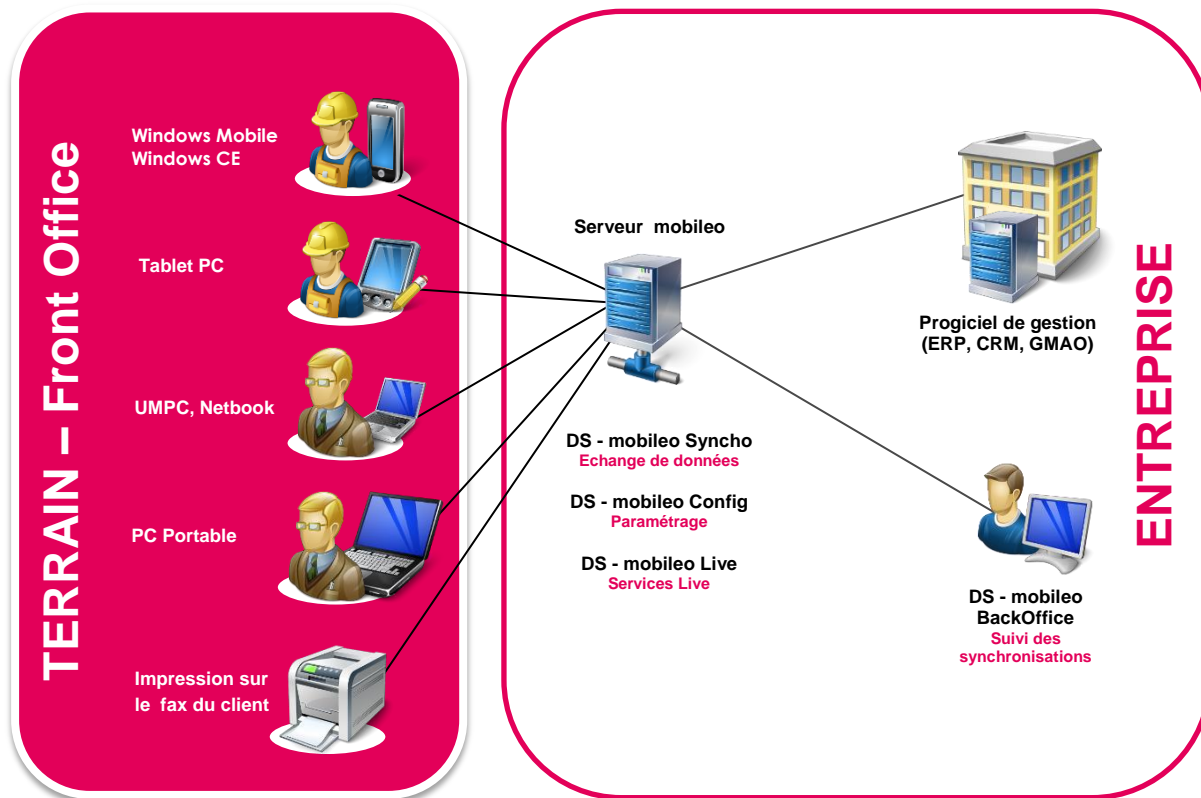 TERRAIN – Front Office
Windows Mobile
Windows CE
Tablet PC
UMPC, Netbook
PC Portable
Impression sur
le fax du client
Serveur mobileo
DS - mobileo Syncho
Echange de données
DS - mobileo Config
Paramétrage
DS - mobileo Live
Services Live
Progiciel de gestion
(ERP, CRM, GMAO)
DS - mobileo
BackOffice
Suivi des
synchronisations
ENTREPRISE